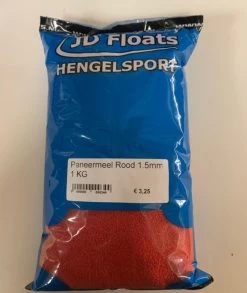 JD Floats
HENGELSPORT
Paneermeel Rood 1.5mm
1 KG
€ 3,25